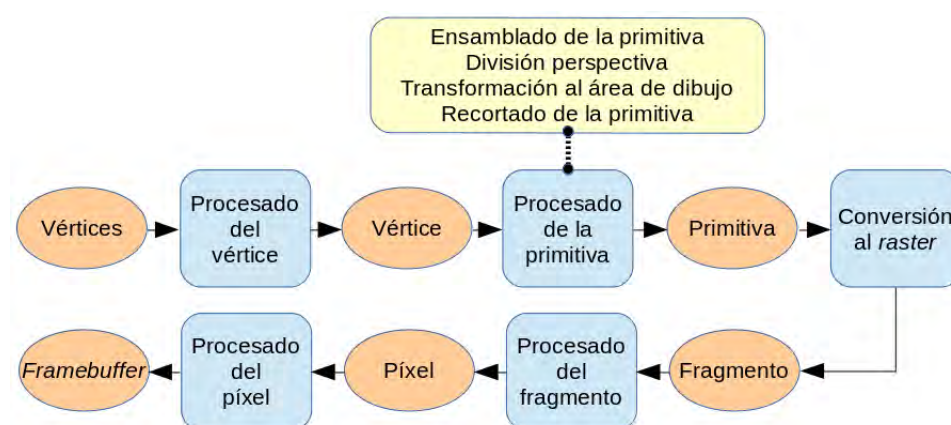 Ensamblado de la primitiva
División perspectiva
Transformación al área de dibujo
Recortado de la primitiva
Vértices
Procesado
del
vértice
Vértice
Procesado
de la
primitiva
Primitiva
Conversión
al raster
Fragmento
Procesado
del
fragmento
Píxel
Procesado
del
píxel
Framebuffer